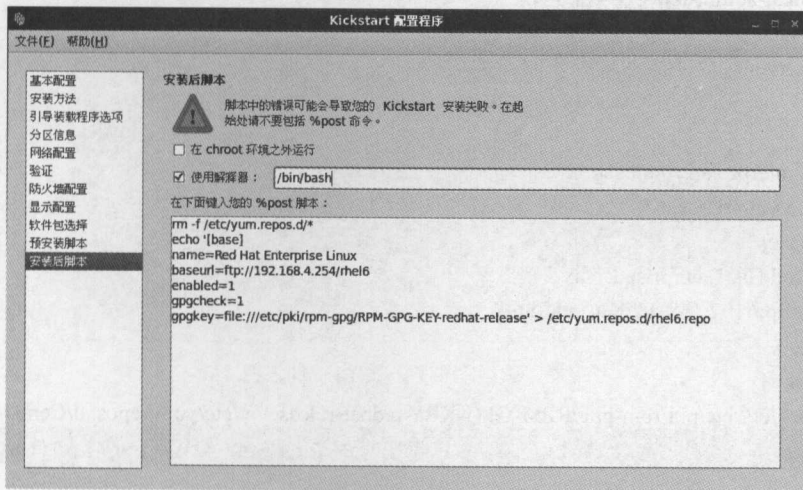 Kickstart 配置程序
文件(F) 帮助(H)
基本配置
安装方法
引导装载程序选项
分区信息
网络配置
验证
防火墙配置
显示配置
软件包选择
预安装脚本
安装后脚本
安装后脚本
脚本中的错误可能会导致您的 Kickstart 安装失败。在起
始处请不要包括 %post 命令。
在 chroot 环境之外运行
使用解释器： /bin/bash
在下面键入您的 %post 脚本：
rm -f /etc/yum.repos.d/*
echo '[base]
name=Red Hat Enterprise Linux
baseurl=ftp://192.168.4.254/rhel6
enabled=1
gpgcheck=1
gpgkey=file:///etc/pki/rpm-gpg/RPM-GPG-KEY-redhat-release' > /etc/yum.repos.d/rhel6.repo